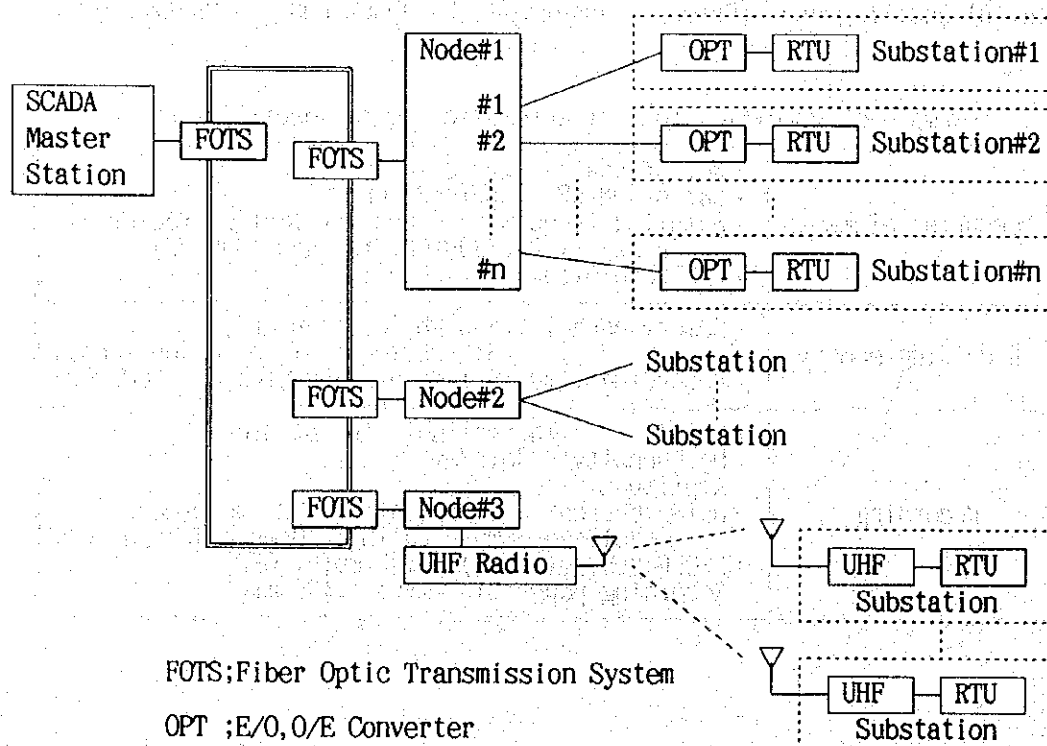 SCADA
Master
Station
FOTS
FOTS
Node#1
#1
#2
#n
OPT
RTU
Substation#1
OPT
RTU
Substation#2
OPT
RTU
Substation#n
FOTS
Node#2
Substation
Substation
FOTS
Node#3
UHF Radio
UHF
RTU
Substation
UHF
RTU
Substation
FOTS;Fiber Optic Transmission System
OPT ;E/O,O/E Converter